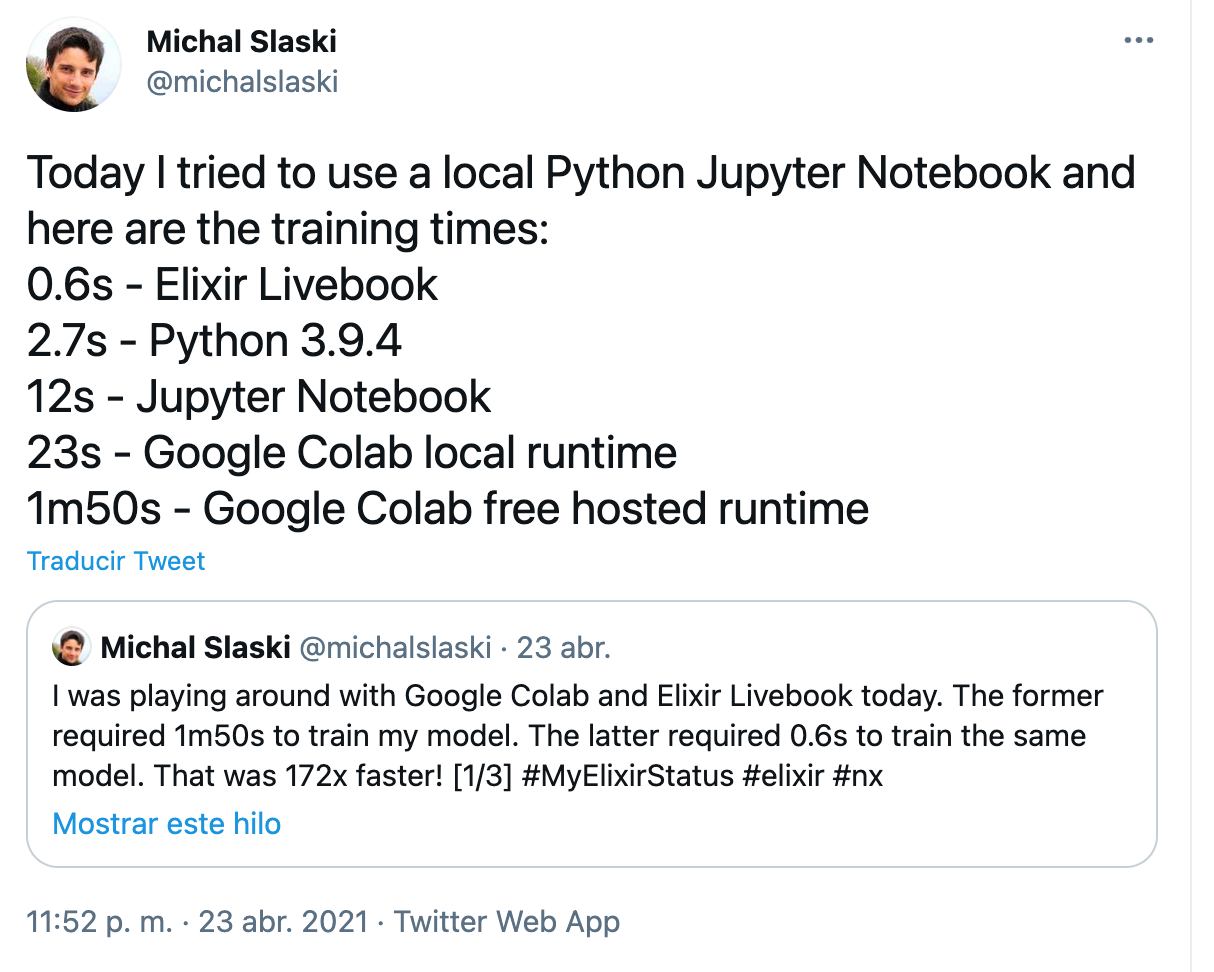 Michal Slaski
@michalslaski
Today I tried to use a local Python Jupyter Notebook and
here are the training times:
0.6s - Elixir Livebook
2.7s - Python 3.9.4
12s - Jupyter Notebook
23s - Google Colab local runtime
1m50s - Google Colab free hosted runtime
Traducir Tweet
Michal Slaski @michalslaski · 23 abr.
I was playing around with Google Colab and Elixir Livebook today. The former
required 1m50s to train my model. The latter required 0.6s to train the same
model. That was 172x faster! [1/3] #MyElixirStatus #elixir #nx
Mostrar este hilo
11:52 p. m. · 23 abr. 2021 · Twitter Web App